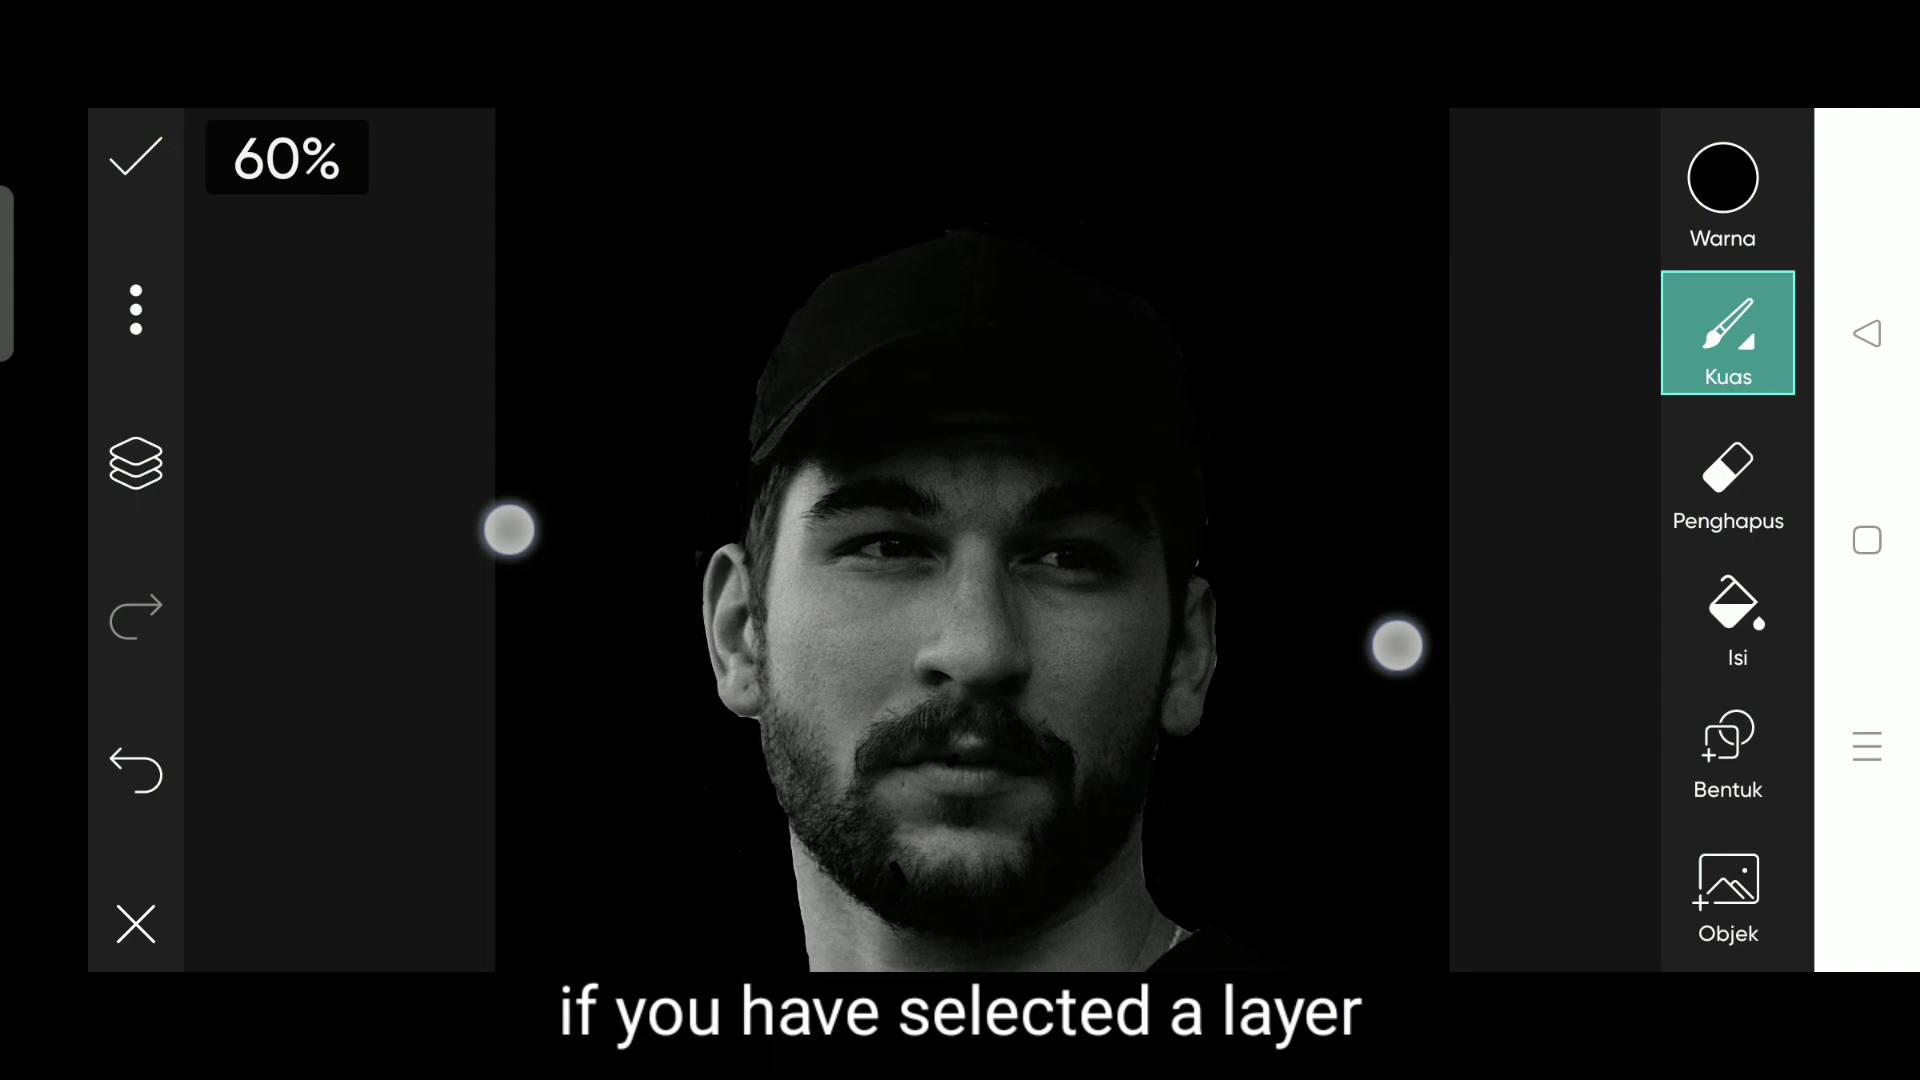 60%
Warna
Kuas
Penghapus
Isi
Bentuk
Objek
if you have selected a layer